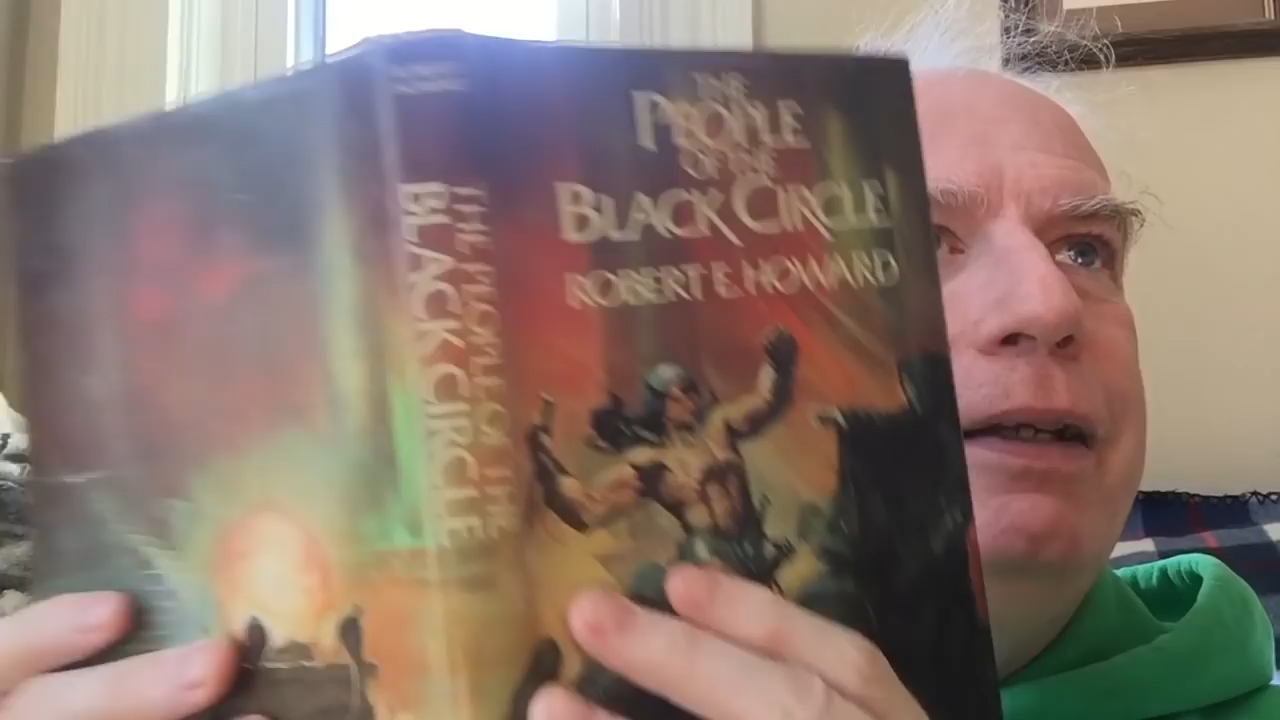 THE
PEOPLE
OF THE
BLACK CIRCLE
ROBERT E. HOWARD
THE PEOPLE OF THE
BLACK CIRCLE